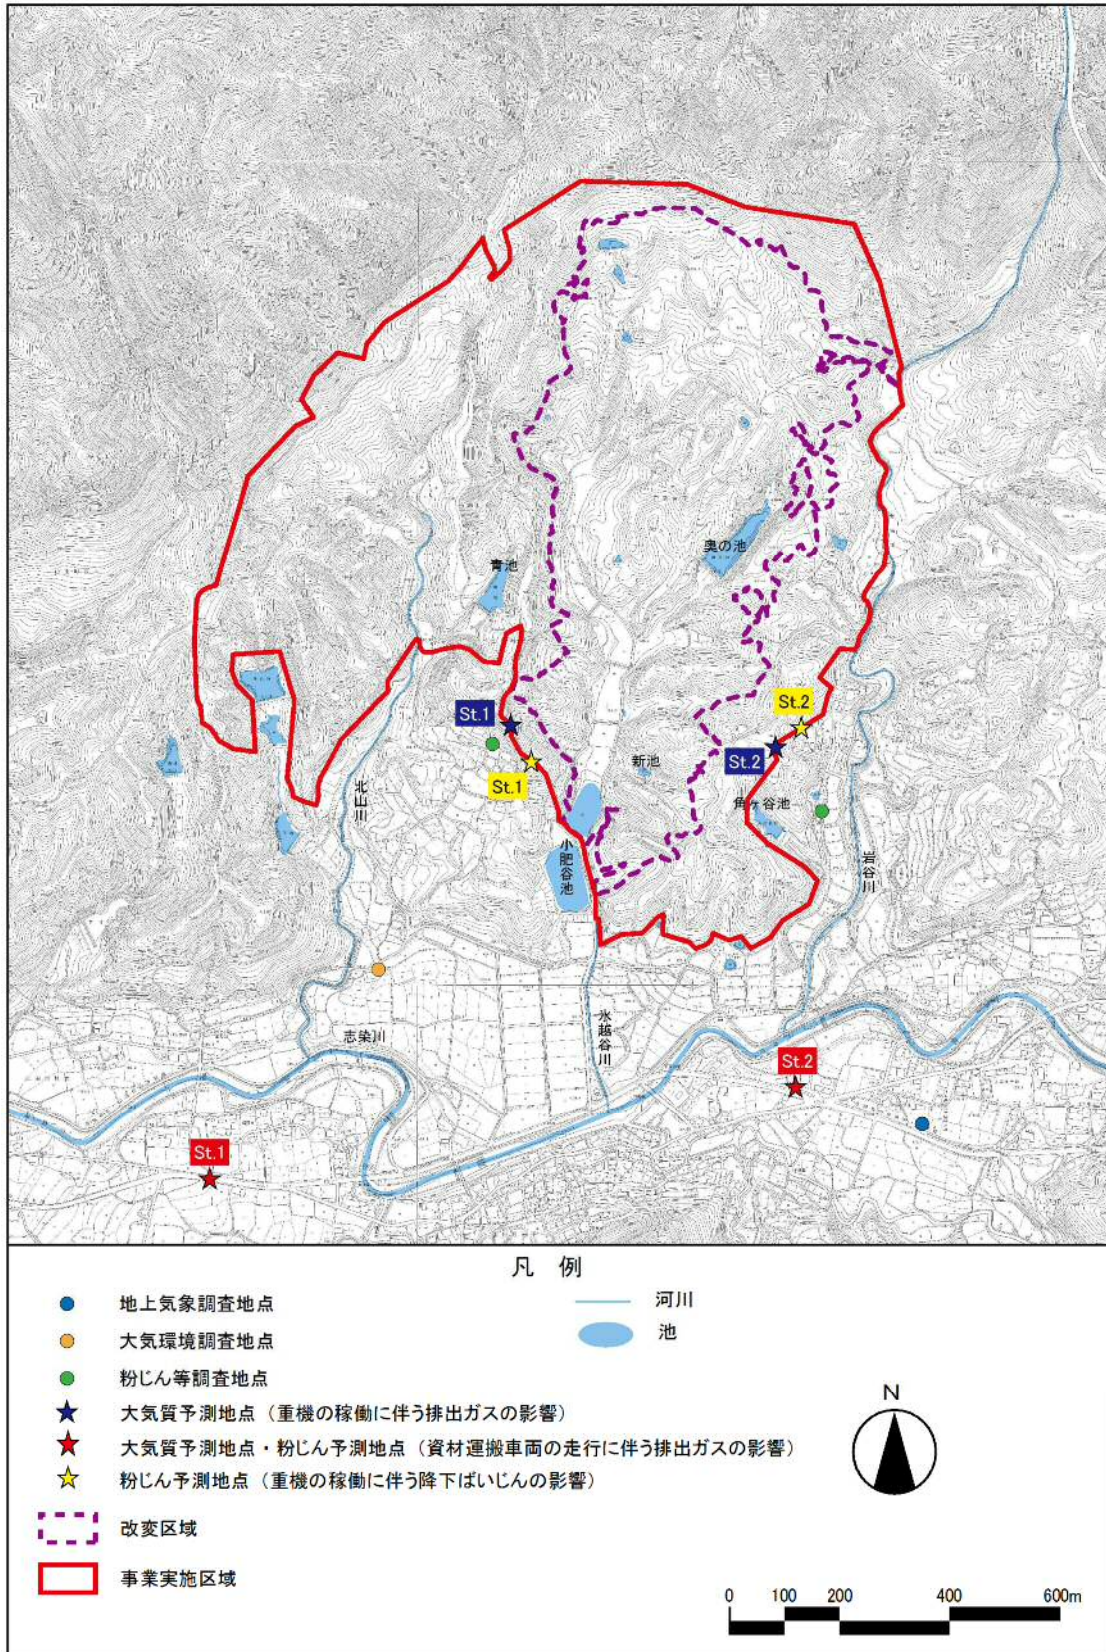 奥の池
青池
St.1
St.2
St.1
St.2
新池
角ヶ谷池
北山川
小肥谷池
岩谷川
志染川
水越谷川
St.2
St.1
凡 例
地上気象調査地点
大気環境調査地点
粉じん等調査地点
大気質予測地点（重機の稼働に伴う排出ガスの影響）
大気質予測地点・粉じん予測地点（資材運搬車両の走行に伴う排出ガスの影響）
粉じん予測地点（重機の稼働に伴う降下ばいじんの影響）
改変区域
事業実施区域
河川
池
N
0 100 200 400 600m